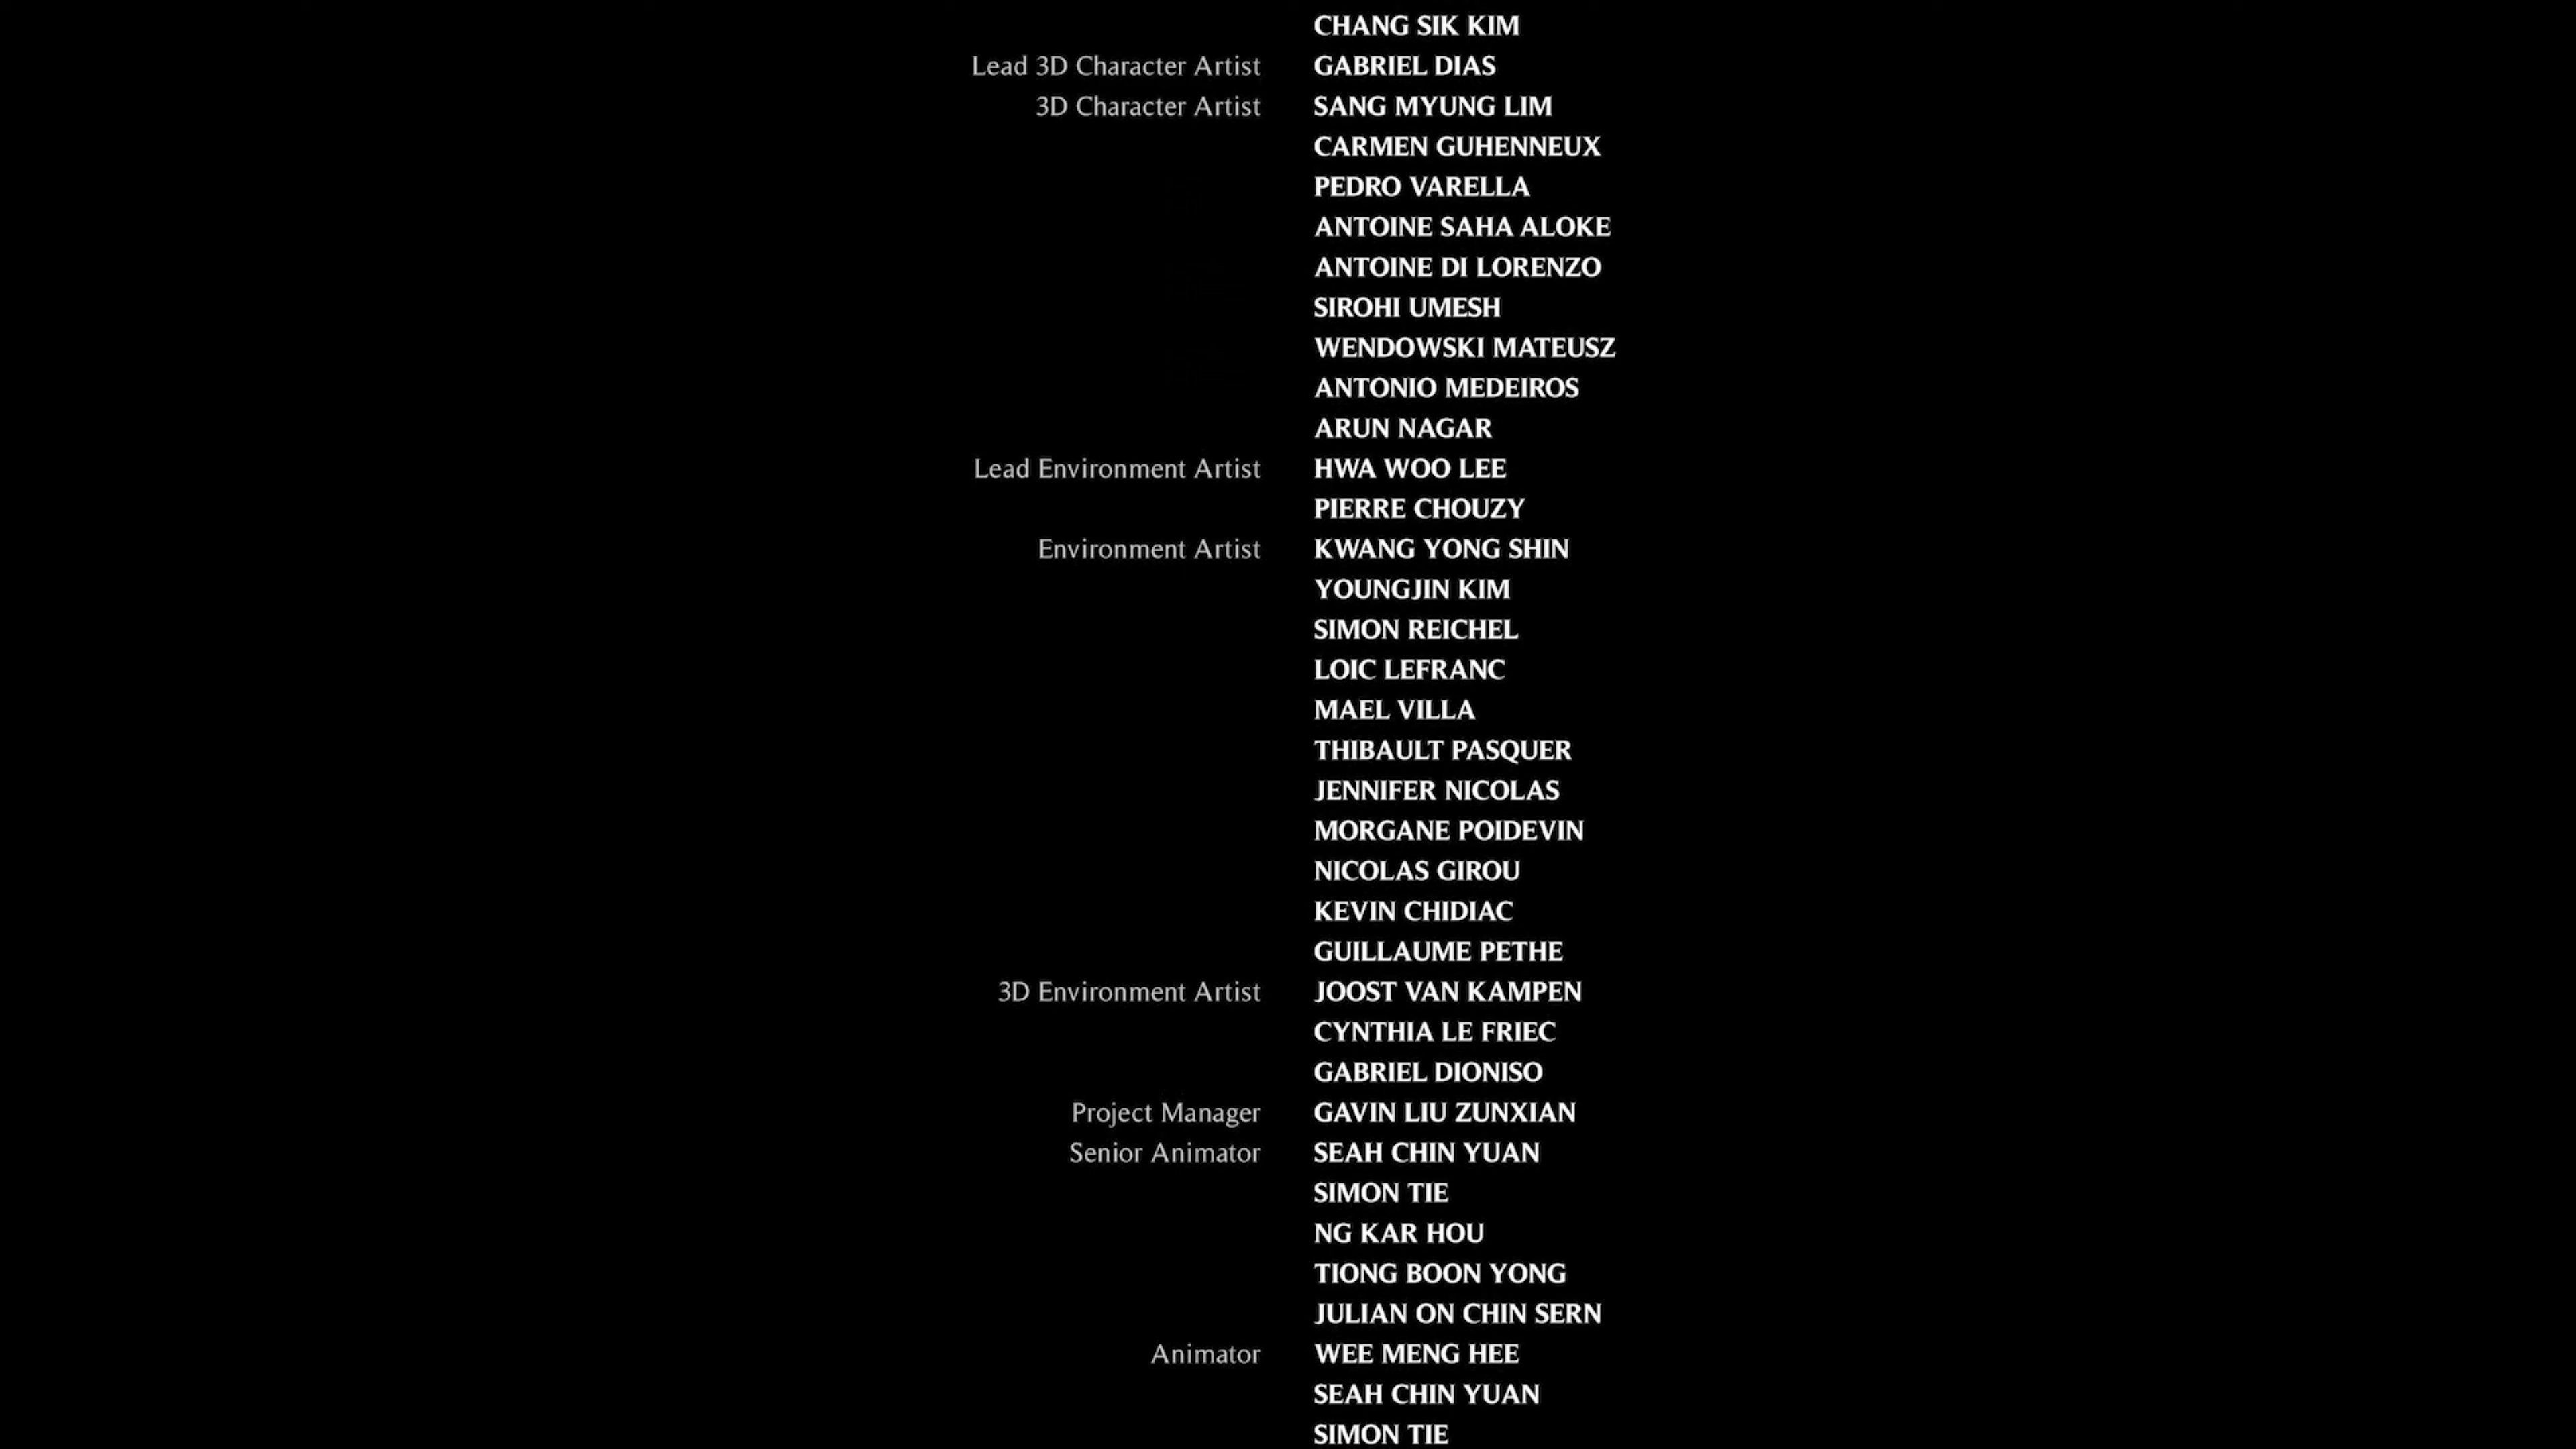 CHANG SIK KIM
Lead 3D Character Artist GABRIEL DIAS
3D Character Artist SANG MYUNG LIM
CARMEN GUHENNEUX
PEDRO VARELLA
ANTOINE SAHA ALOKE
ANTOINE DI LORENZO
SIROHI UMESH
WENDOWSKI MATEUSZ
ANTONIO MEDEIROS
ARUN NAGAR
Lead Environment Artist HWA WOO LEE
PIERRE CHOUZY
Environment Artist KWANG YONG SHIN
YOUNGJIN KIM
SIMON REICHEL
LOIC LEFRANC
MAEL VILLA
THIBAULT PASQUER
JENNIFER NICOLAS
MORGANE POIDEVIN
NICOLAS GIROU
KEVIN CHIDIAC
GUILLAUME PETHE
3D Environment Artist JOOST VAN KAMPEN
CYNTHIA LE FRIEC
GABRIEL DIONISO
Project Manager GAVIN LIU ZUNXIAN
Senior Animator SEAH CHIN YUAN
SIMON TIE
NG KAR HOU
TIONG BOON YONG
JULIAN ON CHIN SERN
Animator WEE MENG HEE
SEAH CHIN YUAN
SIMON TIE